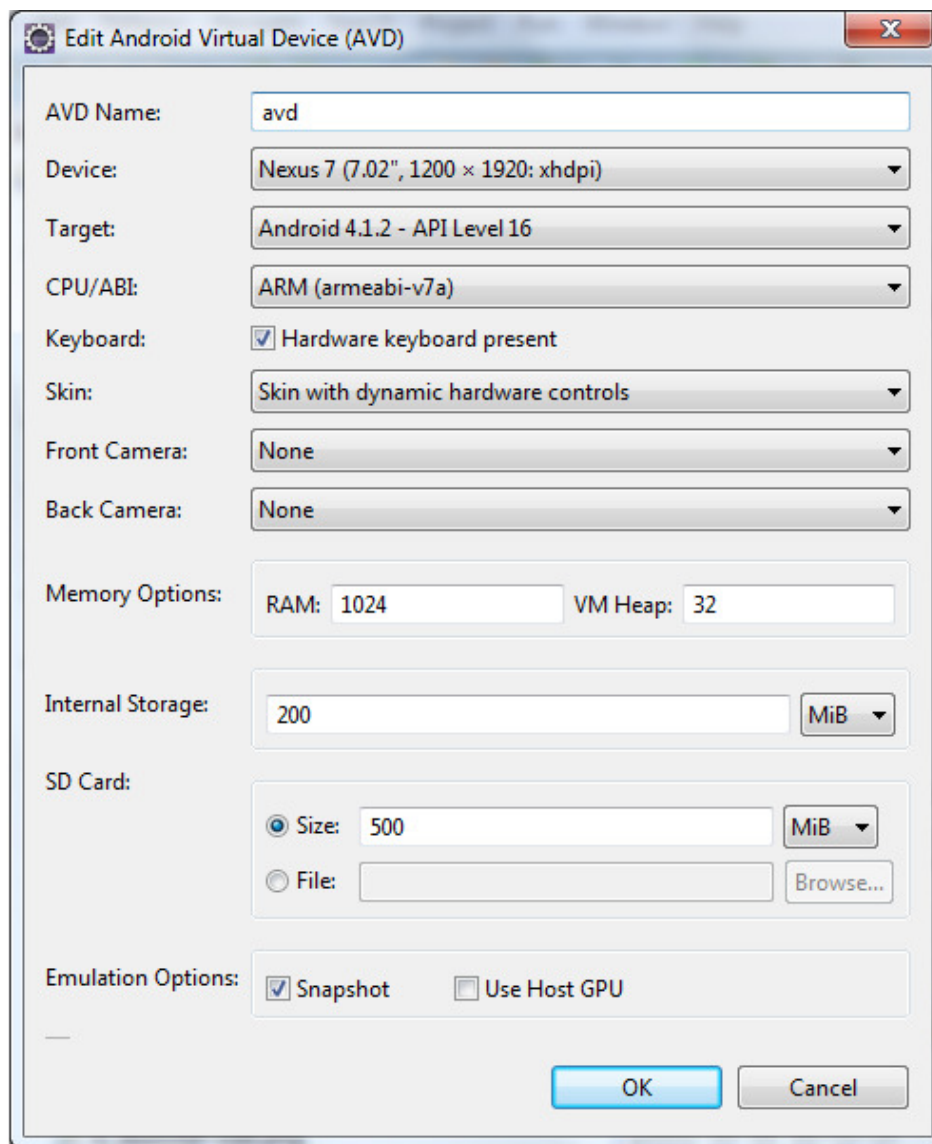 Edit Android Virtual Device (AVD)
AVD Name: avd
Device: Nexus 7 (7.02", 1200 × 1920: xhdpi)
Target: Android 4.1.2 - API Level 16
CPU/ABI: ARM (armeabi-v7a)
Keyboard: Hardware keyboard present
Skin: Skin with dynamic hardware controls
Front Camera: None
Back Camera: None
Memory Options: RAM: 1024 VM Heap: 32
Internal Storage: 200 MiB
SD Card:
Size: 500 MiB
File: Browse...
Emulation Options: Snapshot Use Host GPU
OK Cancel